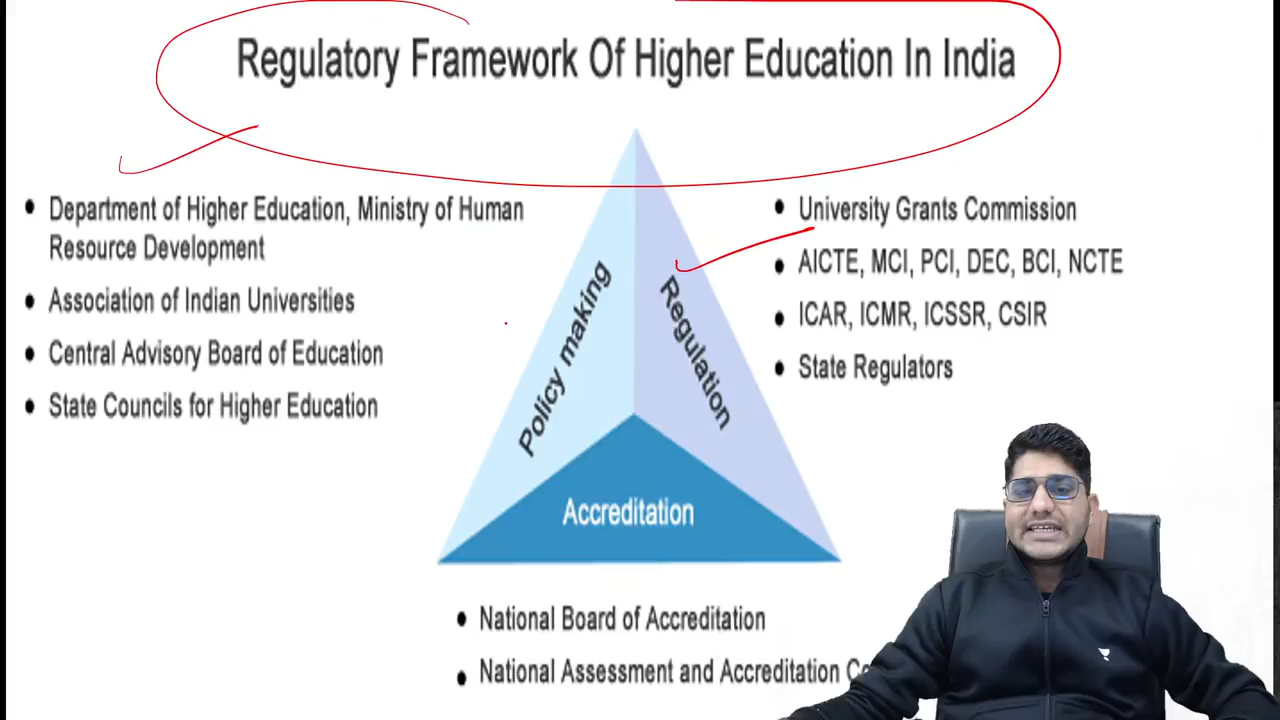 Regulatory Framework Of Higher Education In India
• Department of Higher Education, Ministry of Human
Resource Development
• Association of Indian Universities
• Central Advisory Board of Education
• State Councils for Higher Education
Policy making
Regulation
Accreditation
• University Grants Commission
• AICTE, MCI, PCI, DEC, BCI, NCTE
• ICAR, ICMR, ICSSR, CSIR
• State Regulators
• National Board of Accreditation
• National Assessment and Accreditation